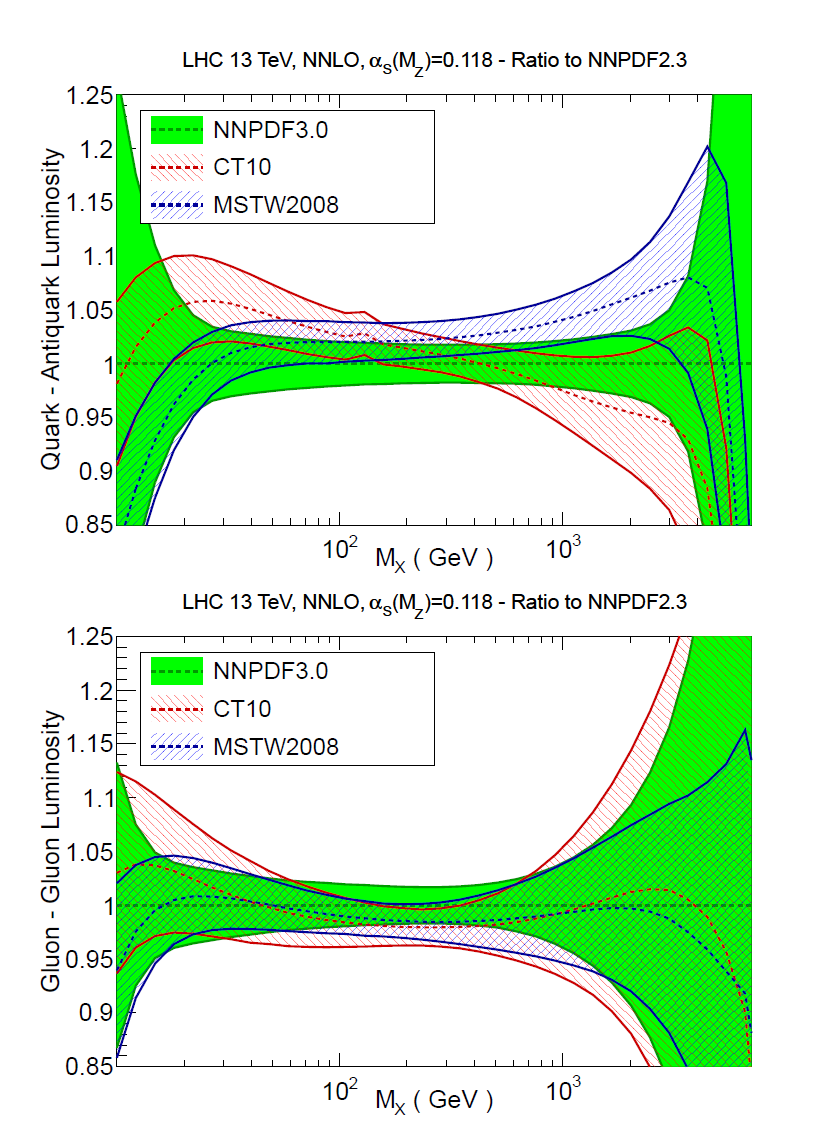 LHC 13 TeV, NNLO, αS(MZ)=0.118 - Ratio to NNPDF2.3
Quark - Antiquark Luminosity
1.25
1.2
1.15
1.1
1.05
1
0.95
0.9
0.85
NNPDF3.0
CT10
MSTW2008
10²
10³
MX ( GeV )
LHC 13 TeV, NNLO, αS(MZ)=0.118 - Ratio to NNPDF2.3
Gluon - Gluon Luminosity
1.25
1.2
1.15
1.1
1.05
1
0.95
0.9
0.85
NNPDF3.0
CT10
MSTW2008
10²
10³
MX ( GeV )